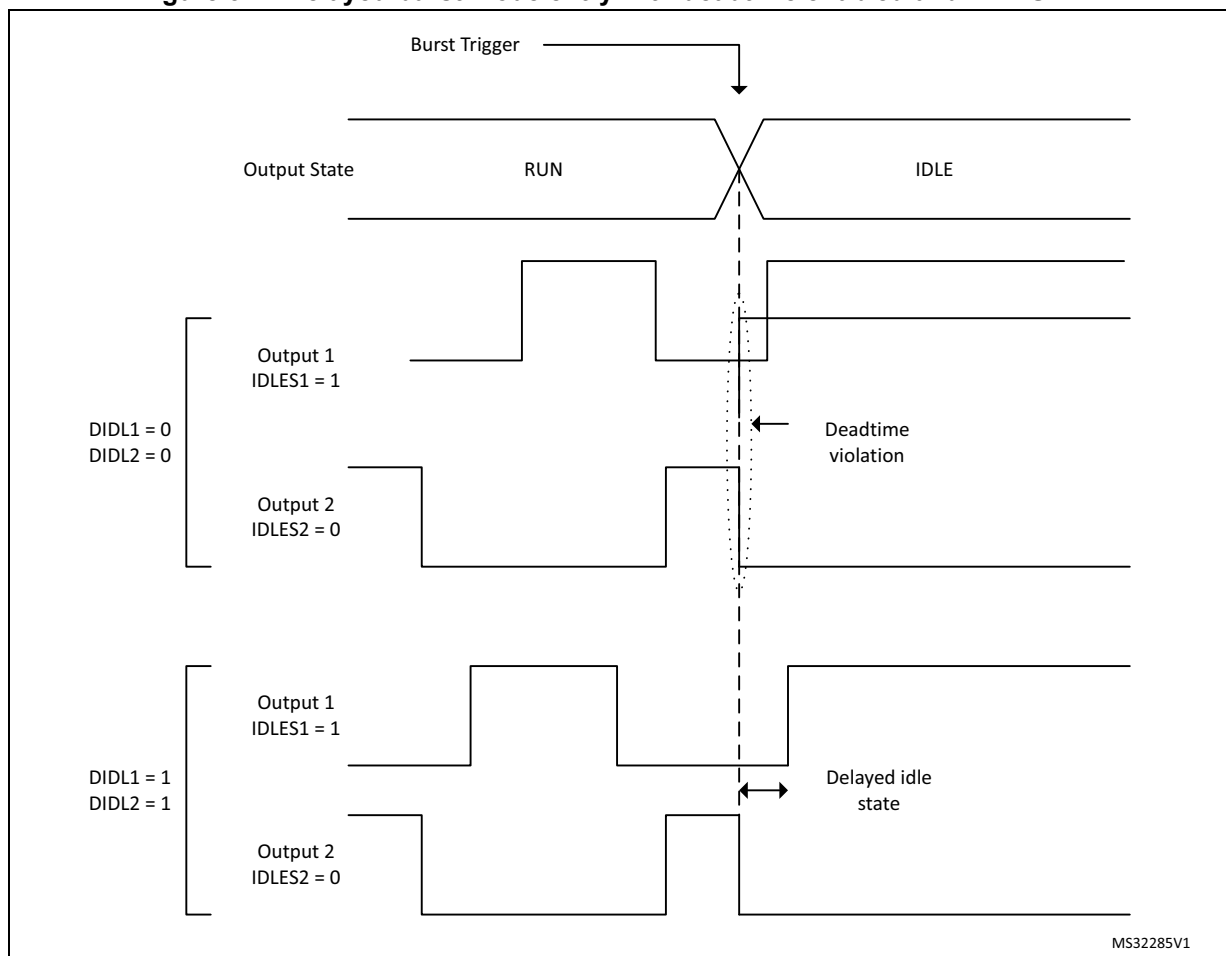 Burst Trigger
Output State
RUN
IDLE
Output 1
IDLES1 = 1
DIDL1 = 0
DIDL2 = 0
Deadtime
violation
Output 2
IDLES2 = 0
Output 1
IDLES1 = 1
DIDL1 = 1
DIDL2 = 1
Delayed idle
state
Output 2
IDLES2 = 0
MS32285V1